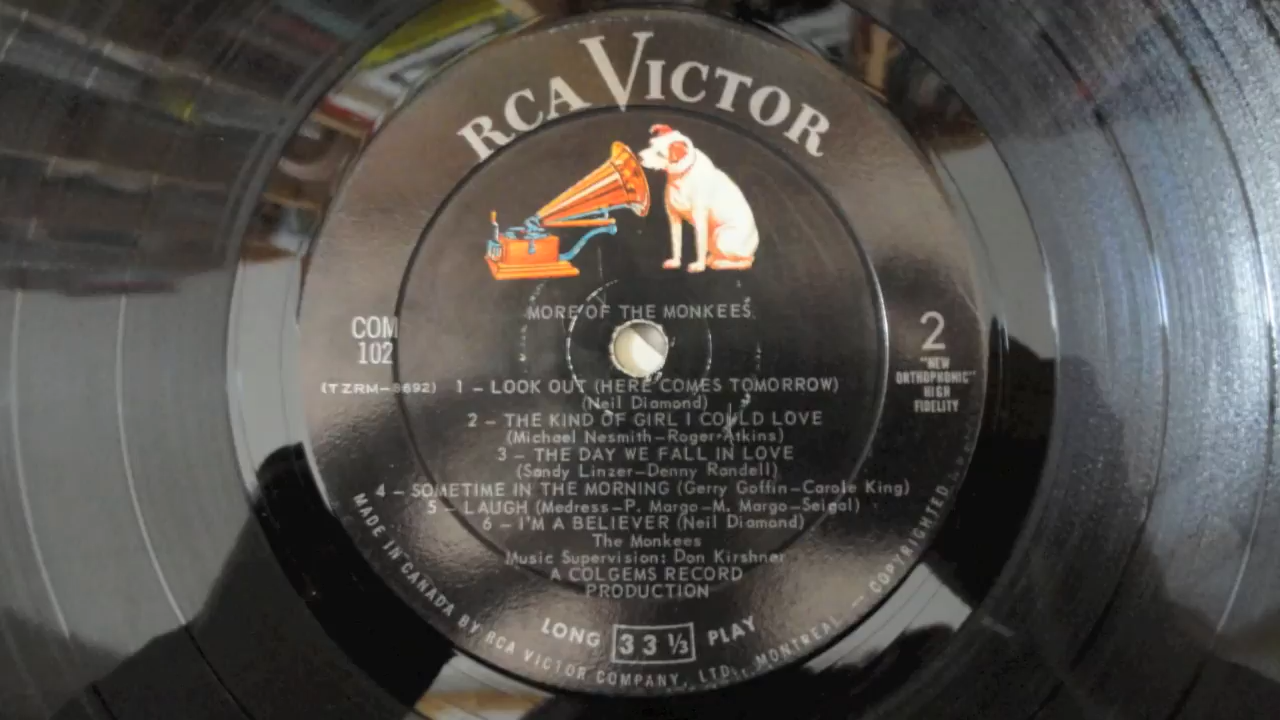 RCA VICTOR
MORE OF THE MONKEES
COM
102
(TZRM-8692)
2
"NEW
ORTHOPHONIC"
HIGH
FIDELITY
1 – LOOK OUT (HERE COMES TOMORROW)
(Neil Diamond)
2 – THE KIND OF GIRL I COULD LOVE
(Michael Nesmith–Roger Atkins)
3 – THE DAY WE FALL IN LOVE
(Sandy Linzer–Denny Randell)
4 – SOMETIME IN THE MORNING (Gerry Goffin–Carole King)
5 – LAUGH (Medress–P. Margo–M. Margo–Seigal)
6 – I'M A BELIEVER (Neil Diamond)
The Monkees
Music Supervision: Don Kirshner
A COLGEMS RECORD
PRODUCTION
LONG 33 1/3 PLAY
MADE IN CANADA BY RCA VICTOR COMPANY, LTD., MONTREAL – COPYRIGHTED